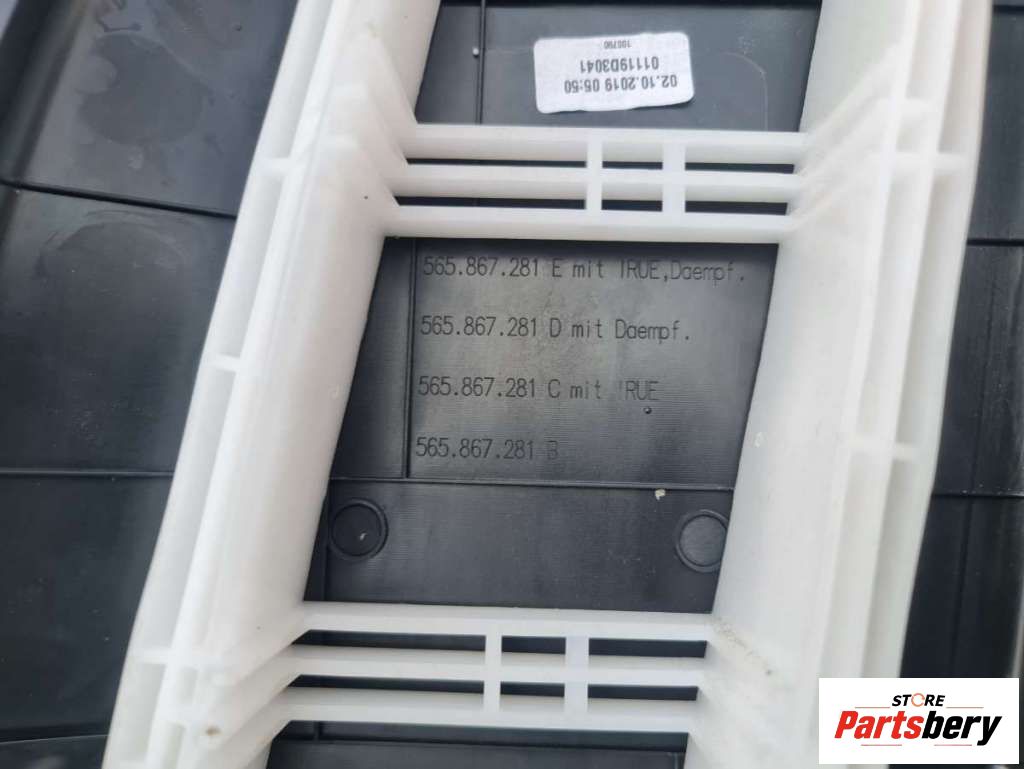 02.10.2019 05:50
01119D3041
100790
565.867.281 E mit IRUE,Daempf.
565.867.281 D mit Daempf.
565.867.281 C mit IRUE
565.867.281 B
STORE
Partsbery